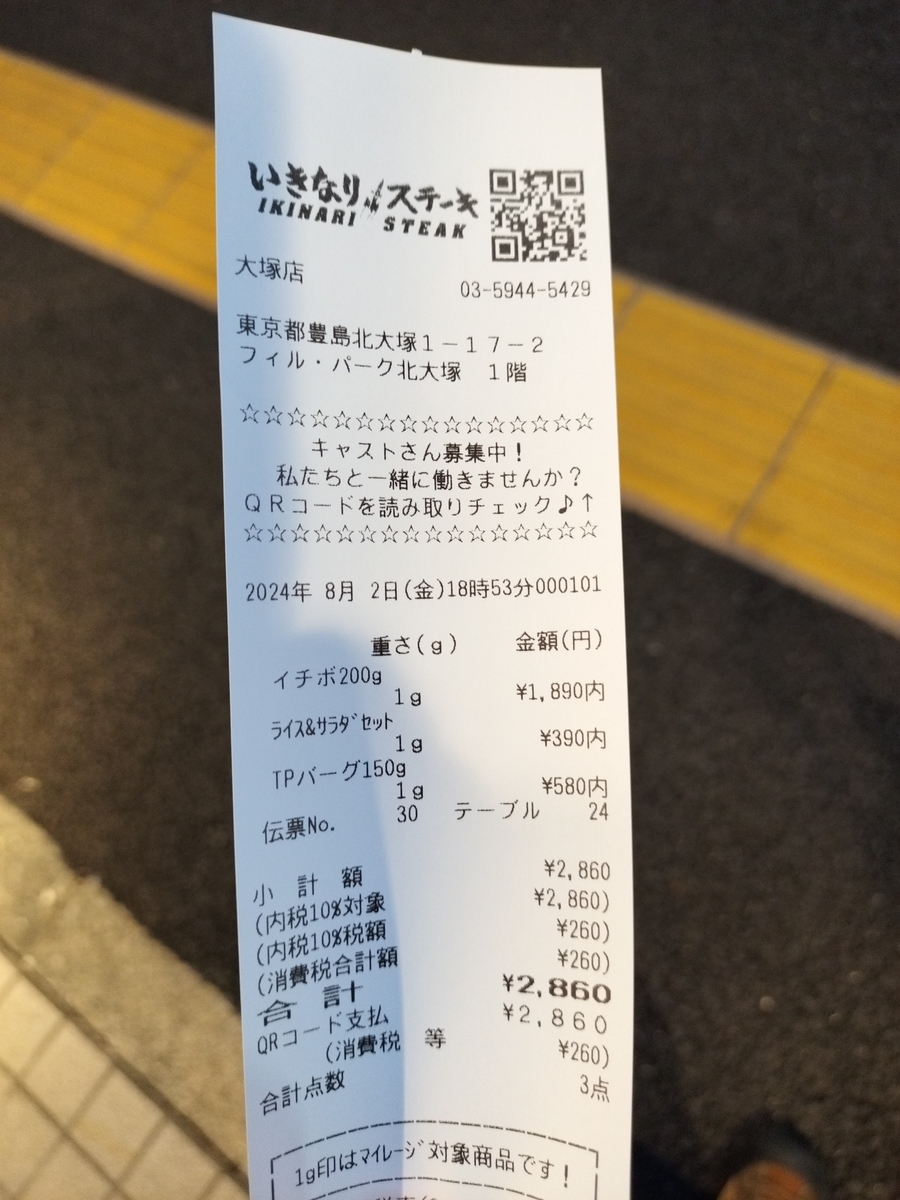 いきなりステーキ
IKINARI STEAK
大塚店
03-5944-5429
東京都豊島北大塚1-17-2
フィル・パーク北大塚 1階
☆☆☆☆☆☆☆☆☆☆☆☆☆☆☆
キャストさん募集中!
私たちと一緒に働きませんか?
QRコードを読み取りチェック♪↑
☆☆☆☆☆☆☆☆☆☆☆☆☆☆☆
2024年 8月 2日(金)18時53分000101
重さ(g) 金額(円)
イチボ200g
1g ¥1,890内
ライス&サラダセット
1g ¥390内
TPバーグ150g
1g ¥580内
伝票No. 30 テーブル 24
小計額 ¥2,860
(内税10%対象 ¥2,860)
(内税10%税額 ¥260)
(消費税合計額 ¥260)
合計 ¥2,860
QRコード支払 ¥2,860
(消費税 等 ¥260)
合計点数 3点
1g印はマイレージ対象商品です!